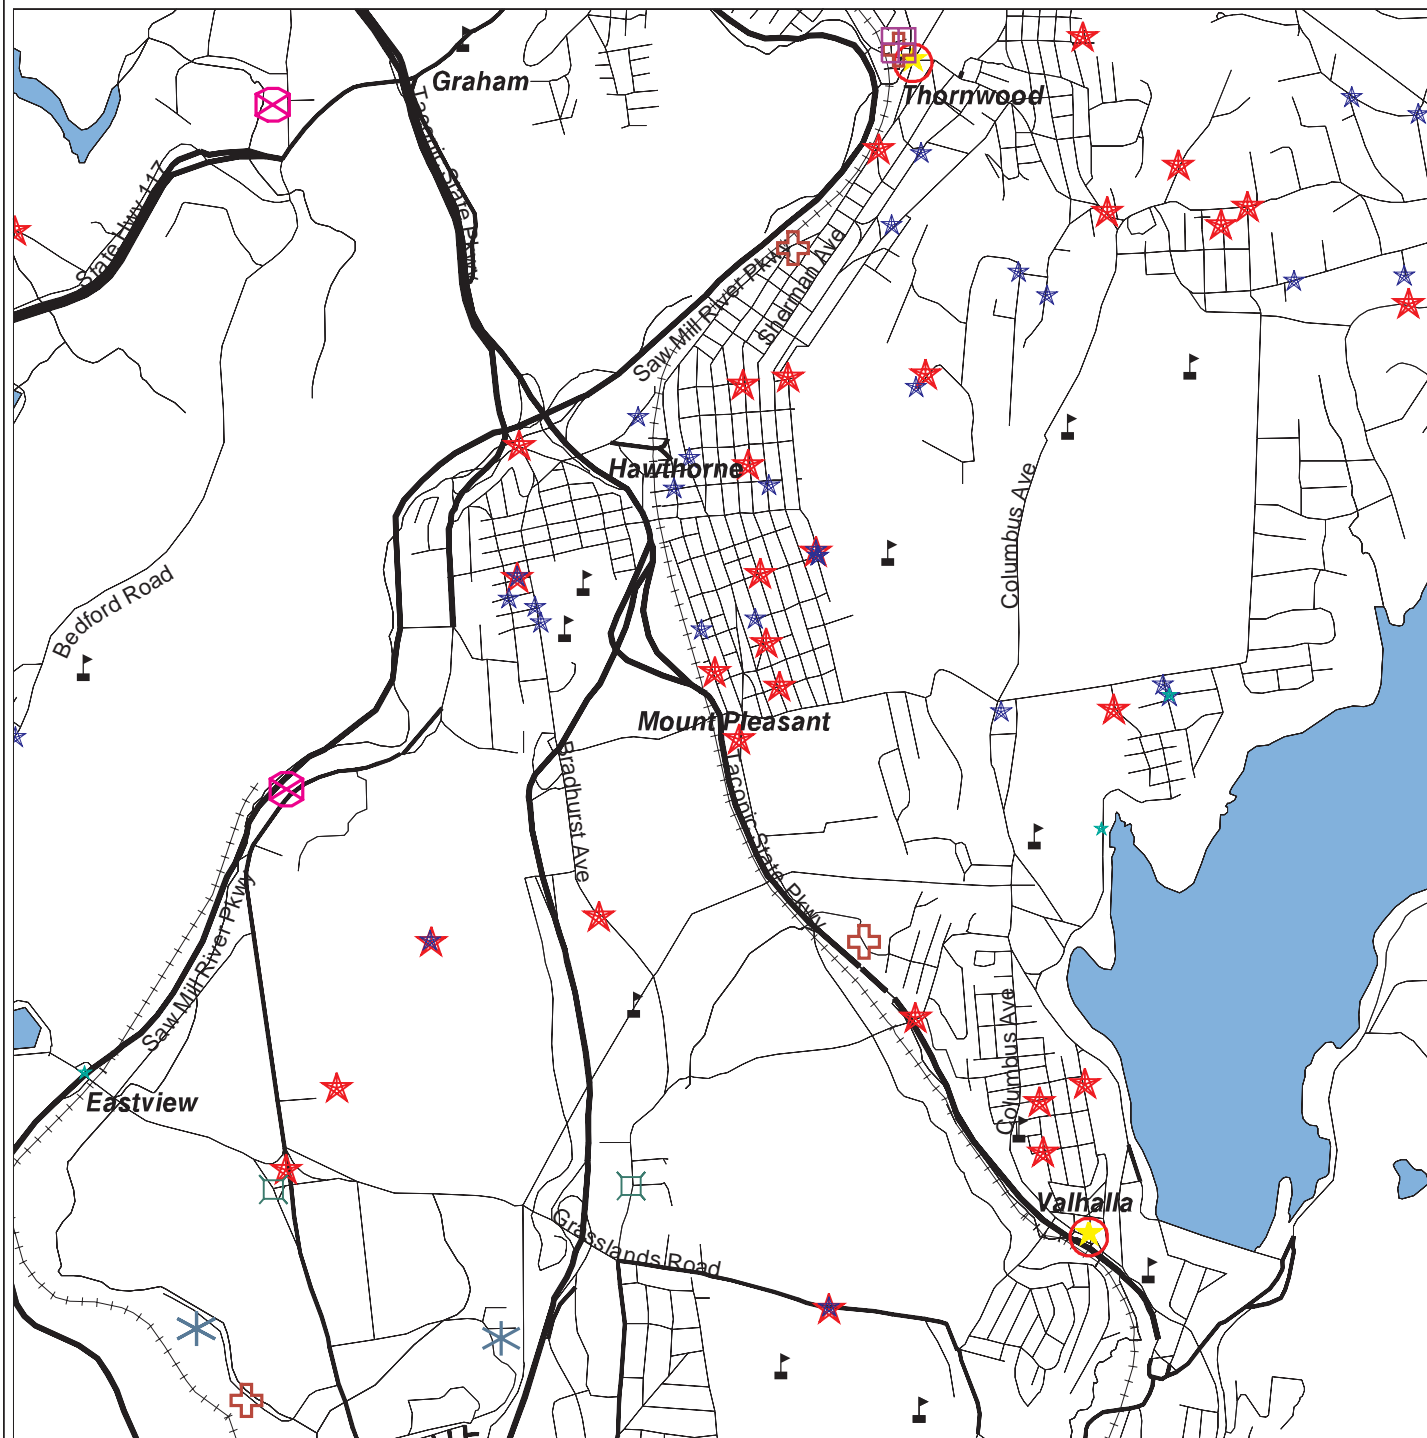 Graham
Thornwood
Taconic State Pkwy
State Hwy 117
Saw Mill River Pkwy
Sherman Ave
Hawthorne
Columbus Ave
Bedford Road
Mount Pleasant
Bradhurst Ave
Taconic State Pkwy
Saw Mill River Pkwy
Columbus Ave
Eastview
Valhalla
Grasslands Road